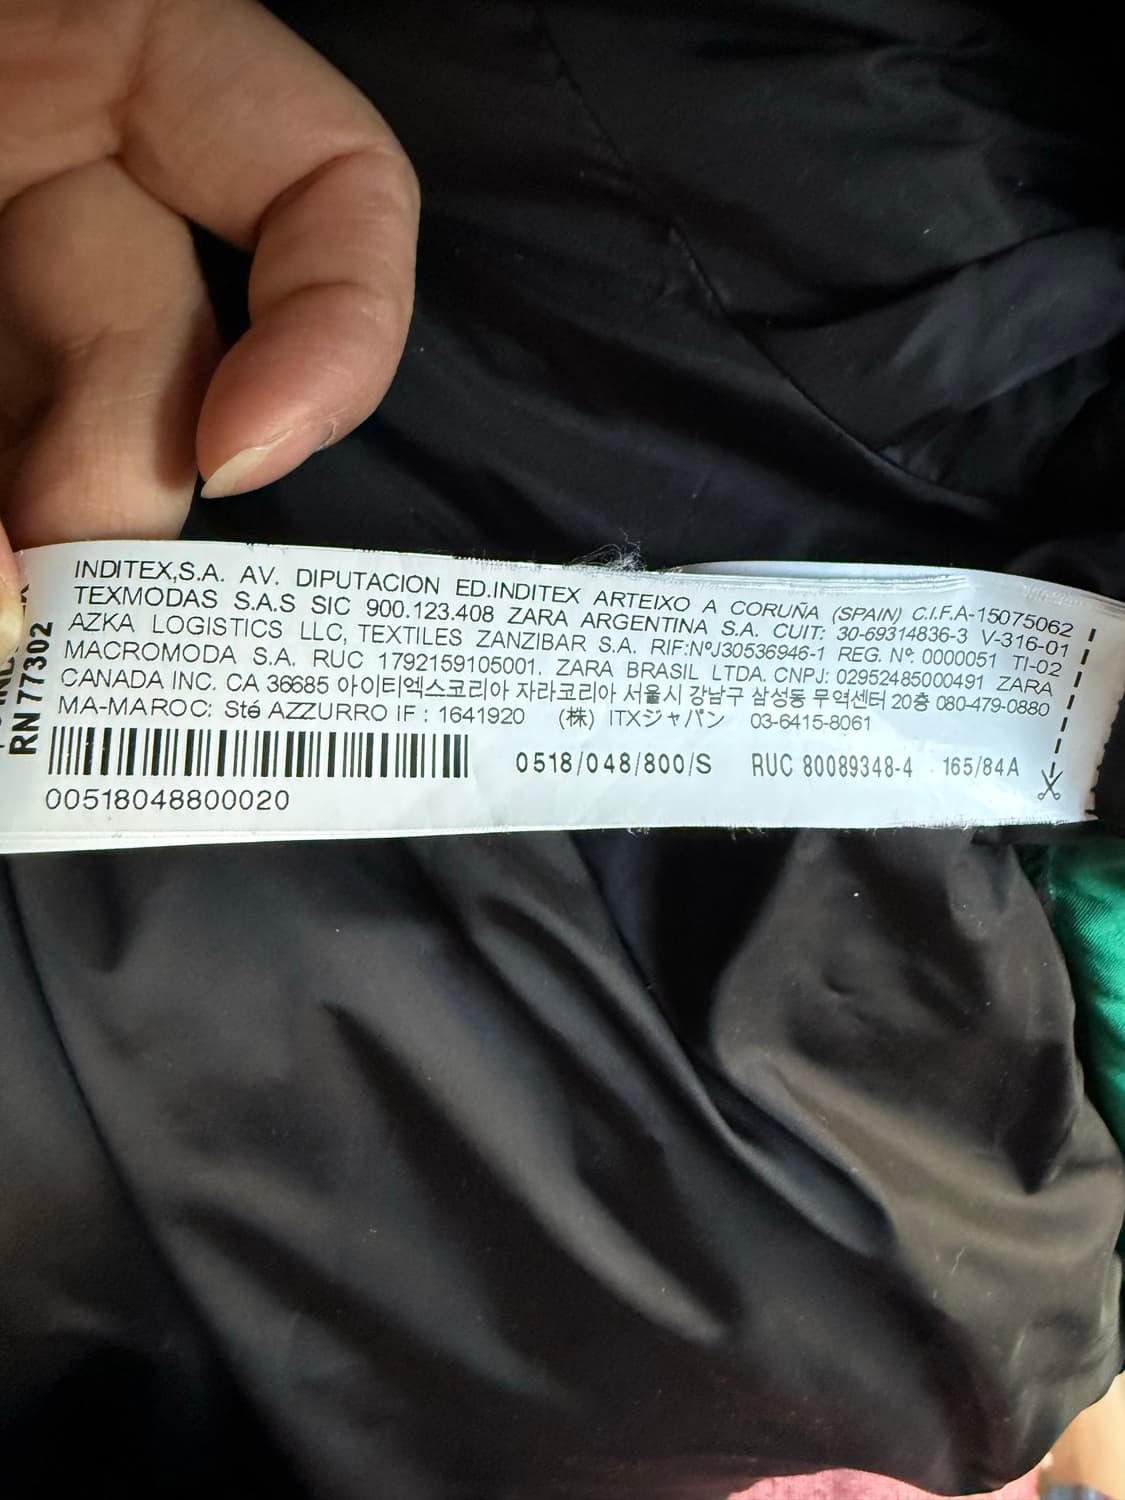 INDITEX,S.A. AV. DIPUTACION ED.INDITEX ARTEIXO A CORUÑA (SPAIN) C.I.F.A-15075062
TEXMODAS S.A.S SIC 900.123.408 ZARA ARGENTINA S.A. CUIT: 30-69314836-3 V-316-01
AZKA LOGISTICS LLC, TEXTILES ZANZIBAR S.A. RIF:NºJ30536946-1 REG. Nº: 0000051 TI-02
MACROMODA S.A. RUC 1792159105001. ZARA BRASIL LTDA. CNPJ: 02952485000491 ZARA
CANADA INC. CA 36685 아이티엑스코리아 자라코리아 서울시 강남구 삼성동 무역센터 20층 080-479-0880
MA-MAROC: Sté AZZURRO IF : 1641920 (株) ITXジャパン 03-6415-8061
0518/048/800/S RUC 80089348-4 165/84A
00518048800020
RN 77302